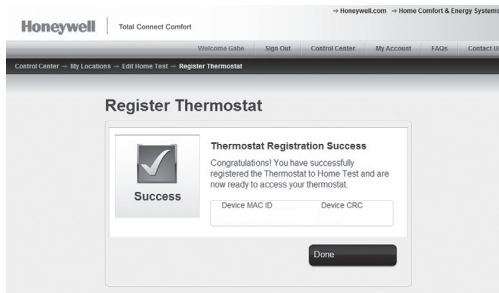 → Honeywell.com → Home Comfort & Energy Systems
Honeywell | Total Connect Comfort
Welcome Gabe Sign Out Control Center My Account FAQs Contact U
Control Center → My Locations → Edit Home Test → Register Thermostat
Register Thermostat
Thermostat Registration Success
Congratulations! You have successfully
registered the Thermostat to Home Test and are
now ready to access your thermostat.
Success
Device MAC ID Device CRC
Done